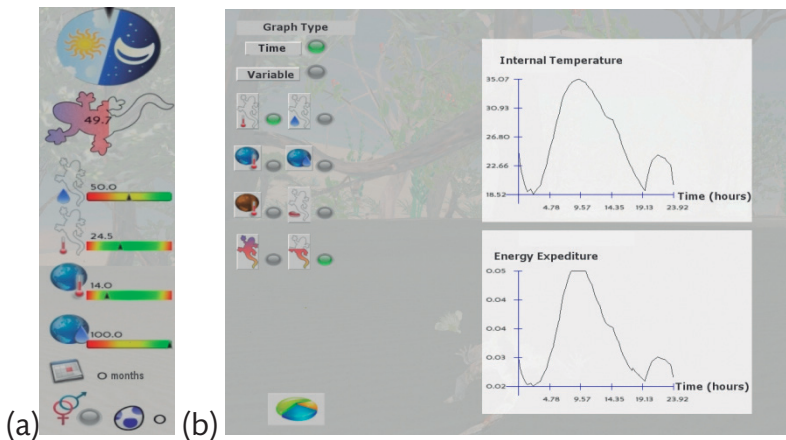 49.7
50.0
24.5
14.0
100.0
0 months
0
(a)
Graph Type
Time
Variable
Internal Temperature
35.07
30.93
26.80
22.66
18.52
Time (hours)
4.78 9.57 14.35 19.13 23.92
Energy Expediture
0.05
0.04
0.04
0.03
0.02
Time (hours)
4.78 9.57 14.35 19.13 23.92
(b)